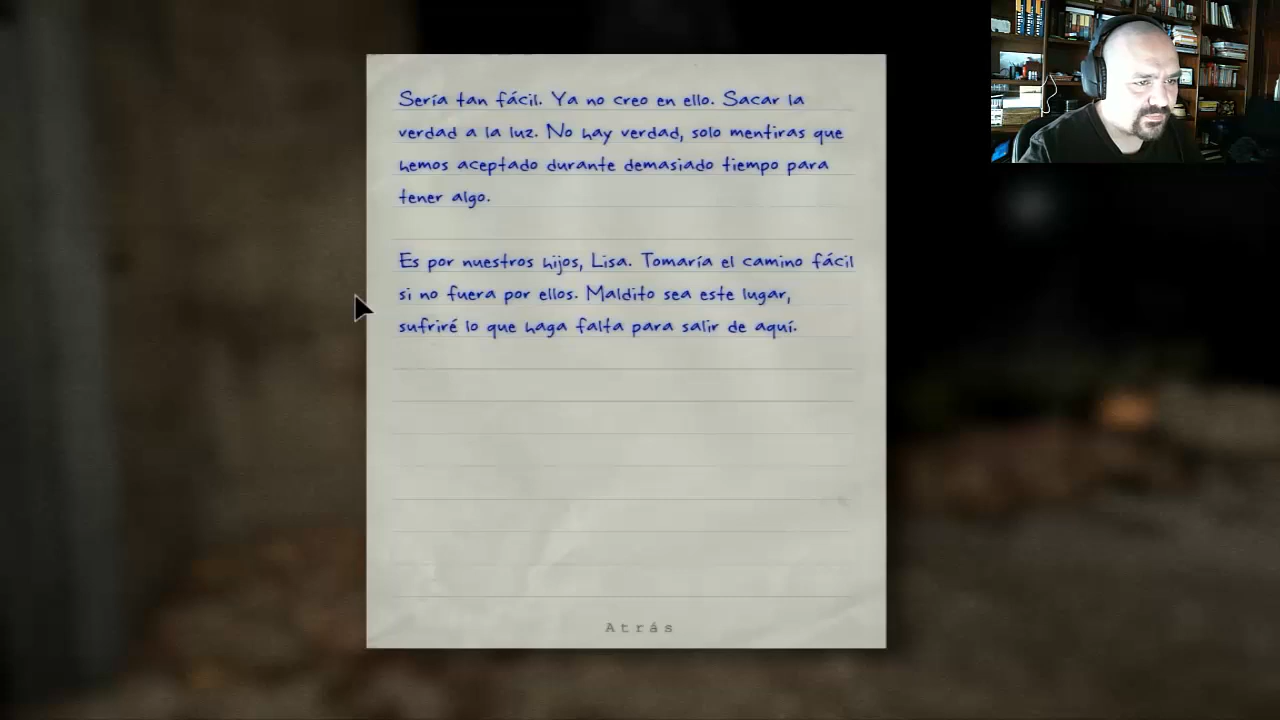 Sería tan fácil. Ya no creo en ello. Sacar la
verdad a la luz. No hay verdad, solo mentiras que
hemos aceptado durante demasiado tiempo para
tener algo.
Es por nuestros hijos, Lisa. Tomaría el camino fácil
si no fuera por ellos. Maldito sea este lugar,
sufriré lo que haga falta para salir de aquí.
Atrás